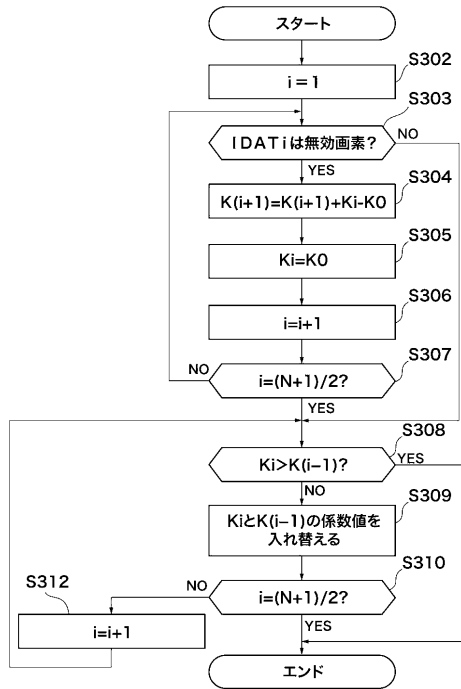 スタート
S302
i=1
S303
IDATiは無効画素?
NO
YES
S304
K(i+1)=K(i+1)+Ki-K0
S305
Ki=K0
S306
i=i+1
S307
NO
i=(N+1)/2?
YES
S308
Ki>K(i−1)?
YES
NO
S309
KiとK(i−1)の係数値を
入れ替える
S310
NO
i=(N+1)/2?
S312
i=i+1
YES
エンド